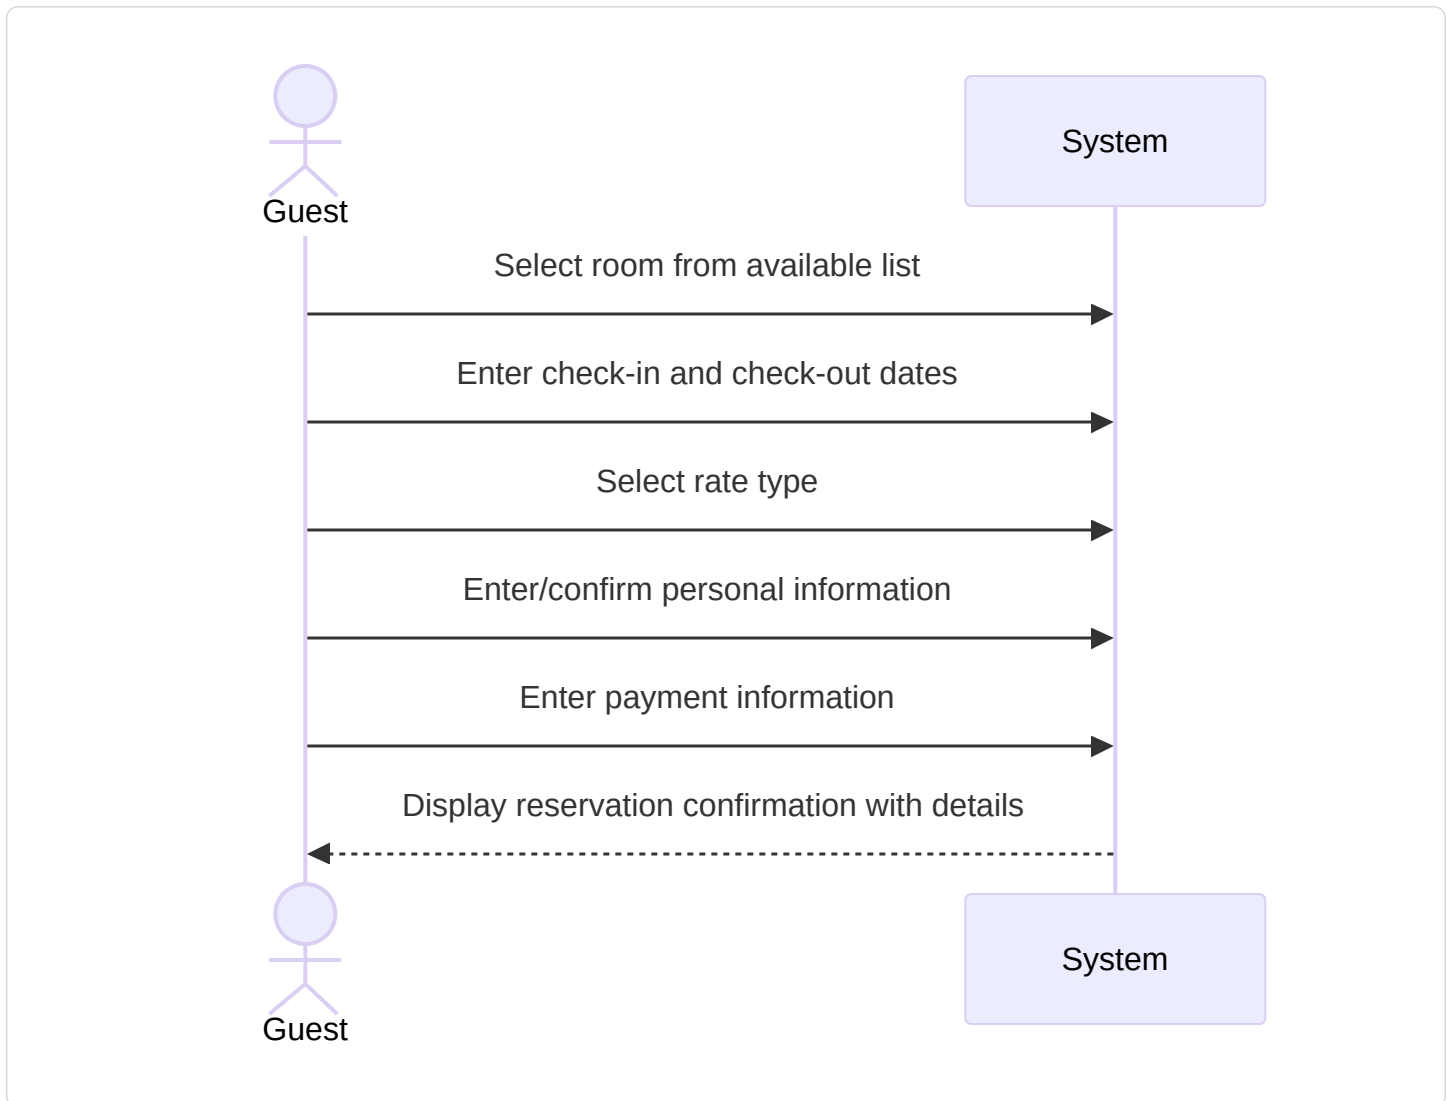 Guest
System
Select room from available list
Enter check-in and check-out dates
Select rate type
Enter/confirm personal information
Enter payment information
Display reservation confirmation with details
Guest
System